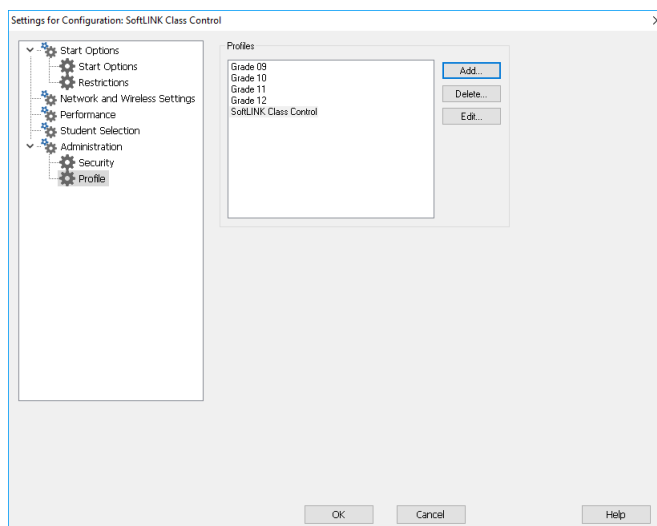 Settings for Configuration: SoftLINK Class Control
Start Options
Start Options
Restrictions
Network and Wireless Settings
Performance
Student Selection
Administration
Security
Profile
Profiles
Grade 09
Grade 10
Grade 11
Grade 12
SoftLINK Class Control
Add...
Delete...
Edit...
OK
Cancel
Help